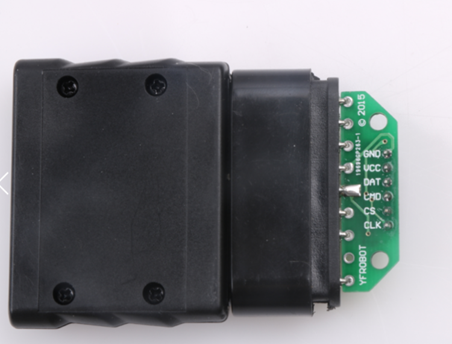 © 2015
GND
VCC
DAT
CMD
CS
CLK
YFROBOT